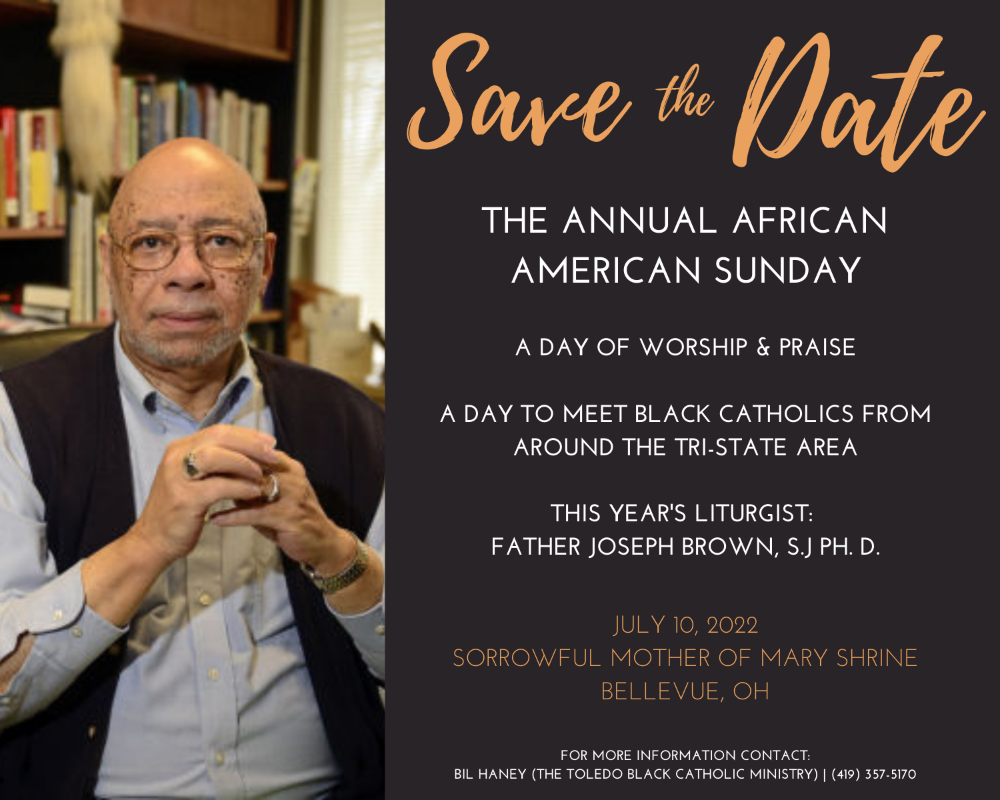 Save the Date
THE ANNUAL AFRICAN
AMERICAN SUNDAY
A DAY OF WORSHIP & PRAISE
A DAY TO MEET BLACK CATHOLICS FROM
AROUND THE TRI-STATE AREA
THIS YEAR'S LITURGIST:
FATHER JOSEPH BROWN, S.J PH. D.
JULY 10, 2022
SORROWFUL MOTHER OF MARY SHRINE
BELLEVUE, OH
FOR MORE INFORMATION CONTACT:
BIL HANEY (THE TOLEDO BLACK CATHOLIC MINISTRY) | (419) 357-5170